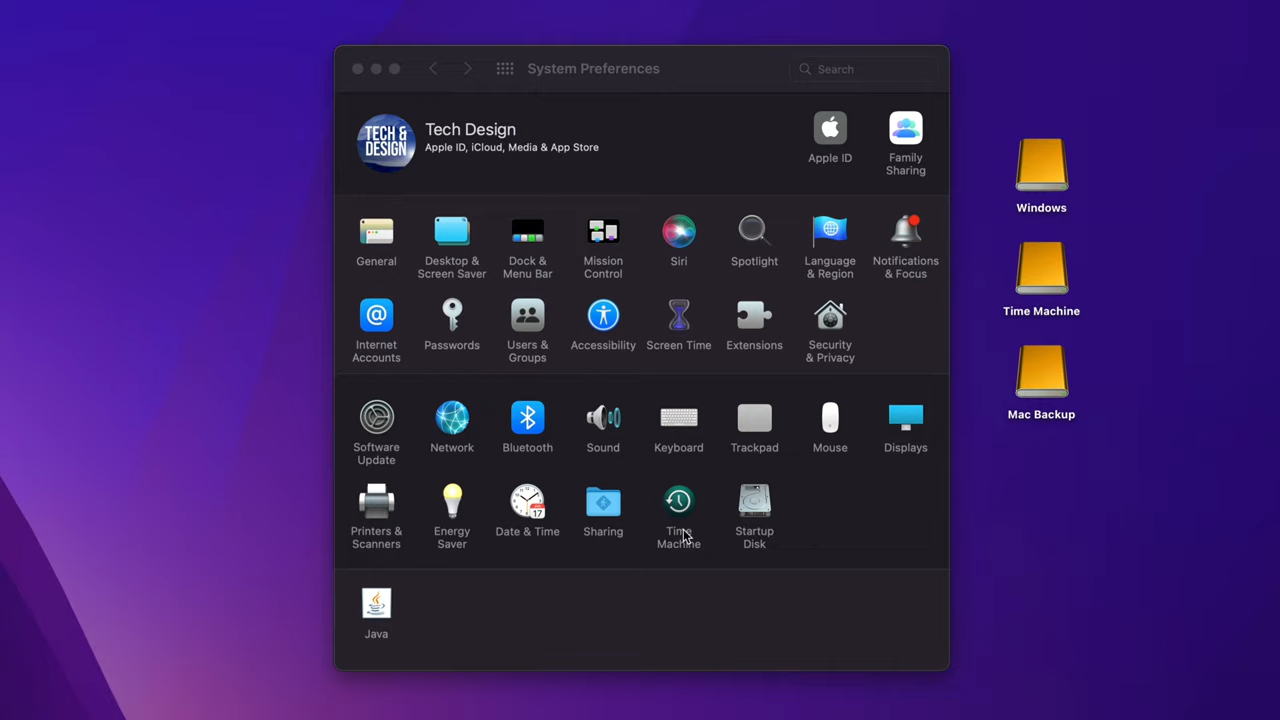 System Preferences
Search
TECH &
DESIGN
Tech Design
Apple ID, iCloud, Media & App Store
Apple ID
Family
Sharing
General
Desktop &
Screen Saver
Dock &
Menu Bar
Mission
Control
Siri
Spotlight
Language
& Region
Notifications
& Focus
Internet
Accounts
Passwords
Users &
Groups
Accessibility
Screen Time
Extensions
Security
& Privacy
Software
Update
Network
Bluetooth
Sound
Keyboard
Trackpad
Mouse
Displays
Printers &
Scanners
Energy
Saver
17
Date & Time
Sharing
Time
Machine
Startup
Disk
Java
Windows
Time Machine
Mac Backup